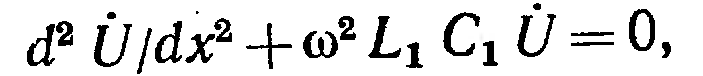 d² U̇/dx² + ω² L₁ C₁ U̇ = 0,